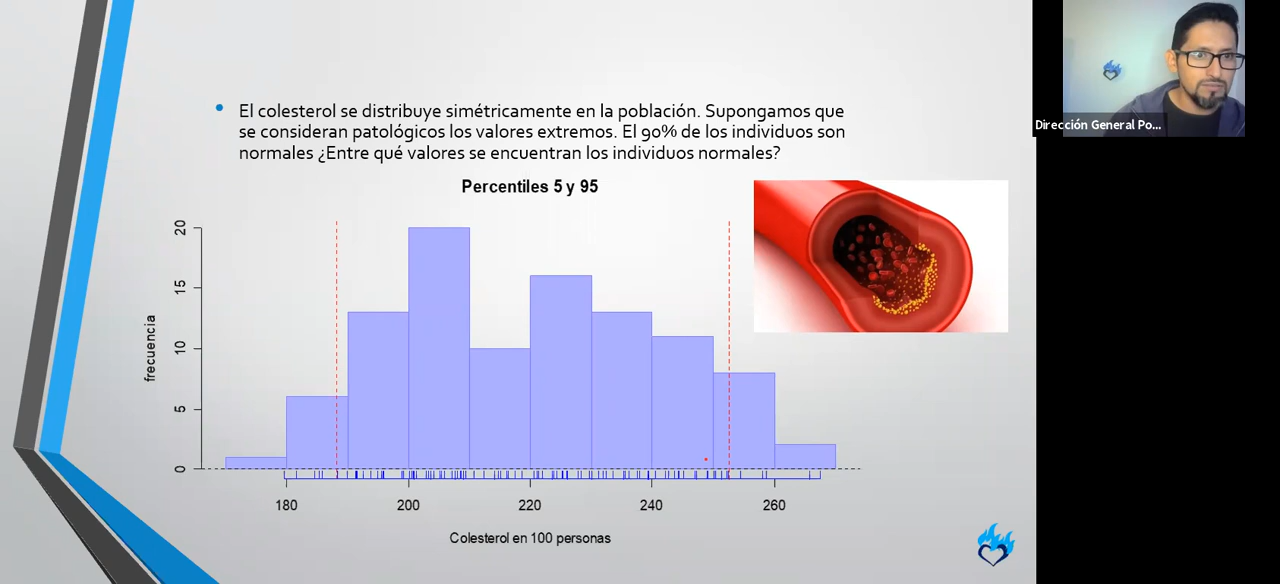 El colesterol se distribuye simétricamente en la población. Supongamos que
se consideran patológicos los valores extremos. El 90% de los individuos son
normales ¿Entre qué valores se encuentran los individuos normales?
Percentiles 5 y 95
frecuencia
20
15
10
5
0
180 200 220 240 260
Colesterol en 100 personas
Dirección General Po...